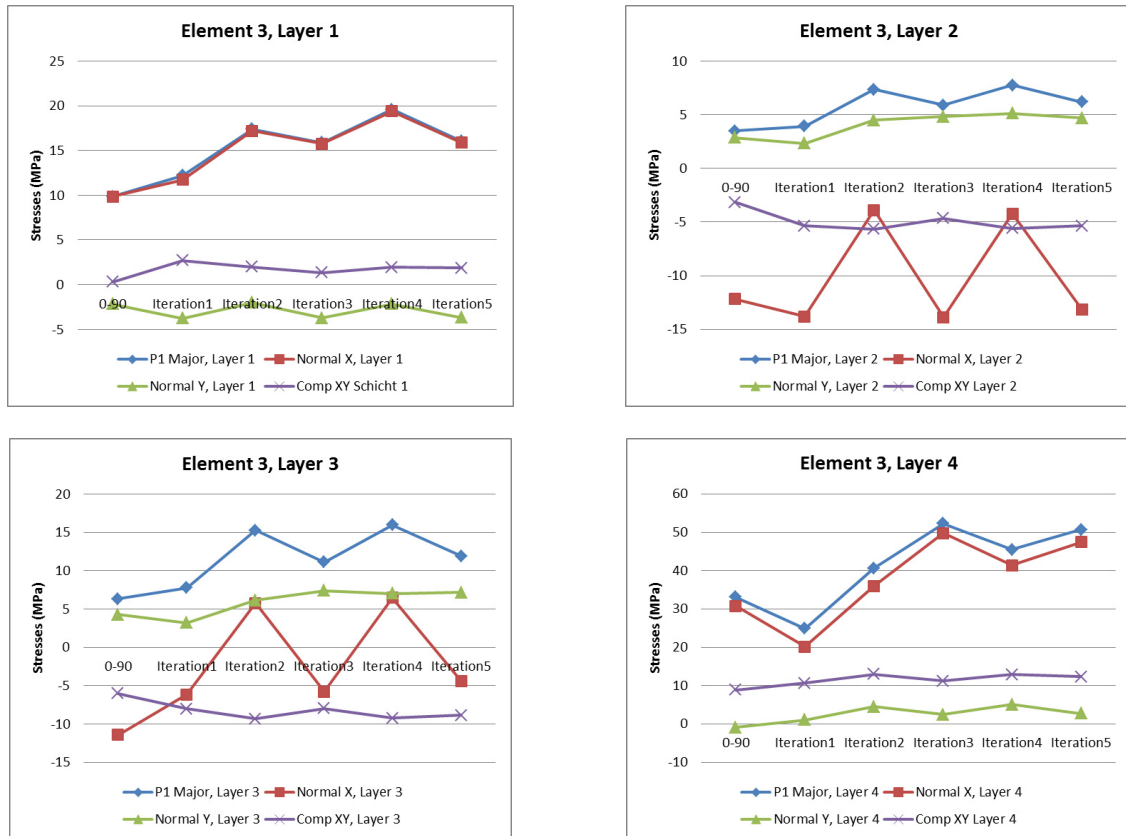 Element 3, Layer 1
25
20
15
10
5
0
-5
Stresses (MPa)
0-90 Iteration1 Iteration2 Iteration3 Iteration4 Iteration5
P1 Major, Layer 1 Normal X, Layer 1
Normal Y, Layer 1 Comp XY Schicht 1
Element 3, Layer 2
10
5
0
-5
-10
-15
Stresses (MPa)
0-90 Iteration1 Iteration2 Iteration3 Iteration4 Iteration5
P1 Major, Layer 2 Normal X, Layer 2
Normal Y, Layer 2 Comp XY Layer 2
Element 3, Layer 3
20
15
10
5
0
-5
-10
-15
Stresses (MPa)
0-90 Iteration1 Iteration2 Iteration3 Iteration4 Iteration5
P1 Major, Layer 3 Normal X, Layer 3
Normal Y, Layer 3 Comp XY, Layer 3
Element 3, Layer 4
60
50
40
30
20
10
0
-10
Stresses (MPa)
0-90 Iteration1 Iteration2 Iteration3 Iteration4 Iteration5
P1 Major, Layer 4 Normal X, Layer 4
Normal Y, Layer 4 Comp XY Layer 4